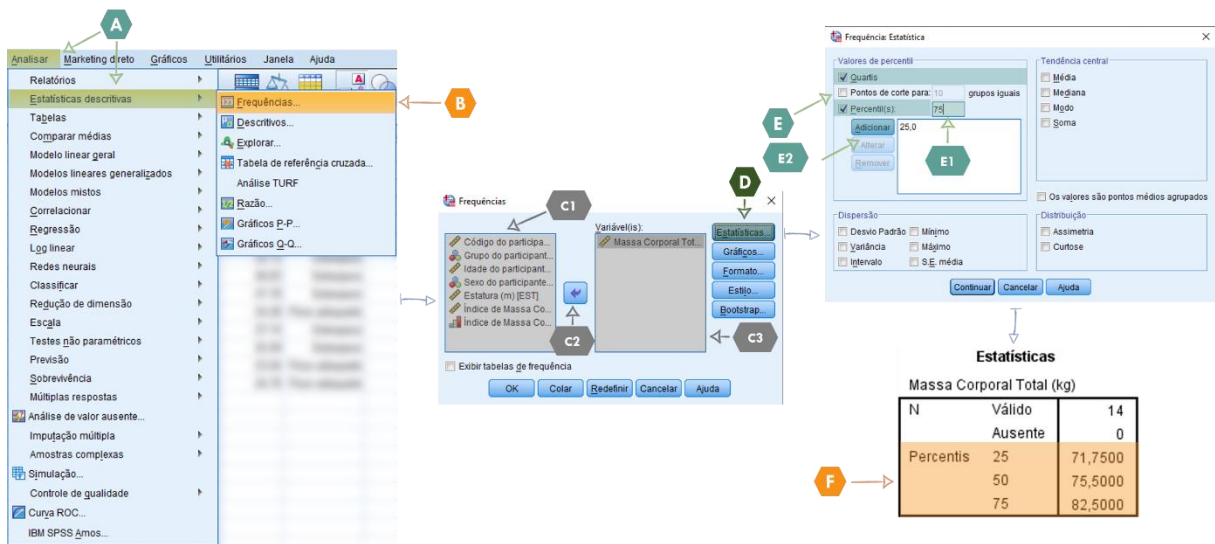 A
Analisar Marketing direto Gráficos Utilitários Janela Ajuda
Relatórios
Estatísticas descritivas
Tabelas
Comparar médias
Modelo linear geral
Modelos lineares generalizados
Modelos mistos
Correlacionar
Regressão
Log linear
Redes neurais
Classificar
Redução de dimensão
Escala
Testes não paramétricos
Previsão
Sobrevivência
Múltiplas respostas
Análise de valor ausente...
Imputação múltipla
Amostras complexas
Simulação...
Controle de qualidade
Curva ROC...
IBM SPSS Amos...
Frequências...
Descritivos...
Explorar...
Tabela de referência cruzada...
Análise TURF
Razão...
Gráficos P-P...
Gráficos Q-Q...
B
Frequências
C1
D
Código do participa...
Grupo do participant...
Idade do participant...
Sexo do participante...
Estatura (m) [EST]
Índice de Massa Co...
Índice de Massa Co...
C2
Variável(is):
Massa Corporal Tot...
C3
Estatísticas...
Gráficos...
Formato...
Estilo...
Bootstrap...
Exibir tabelas de frequência
OK Colar Redefinir Cancelar Ajuda
Frequência: Estatística
Valores de percentil
Quartis
Pontos de corte para: 10 grupos iguais
Percentil(s): 75
Adicionar 25,0
Alterar
Remover
E
E2
E1
Tendência central
Média
Mediana
Modo
Soma
Os valores são pontos médios agrupados
Dispersão
Desvio Padrão Mínimo
Variância Máximo
Intervalo S.E. média
Distribuição
Assimetria
Curtose
Continuar Cancelar Ajuda
Estatísticas
Massa Corporal Total (kg)
N Válido 14
Ausente 0
Percentis 25 71,7500
50 75,5000
75 82,5000
F